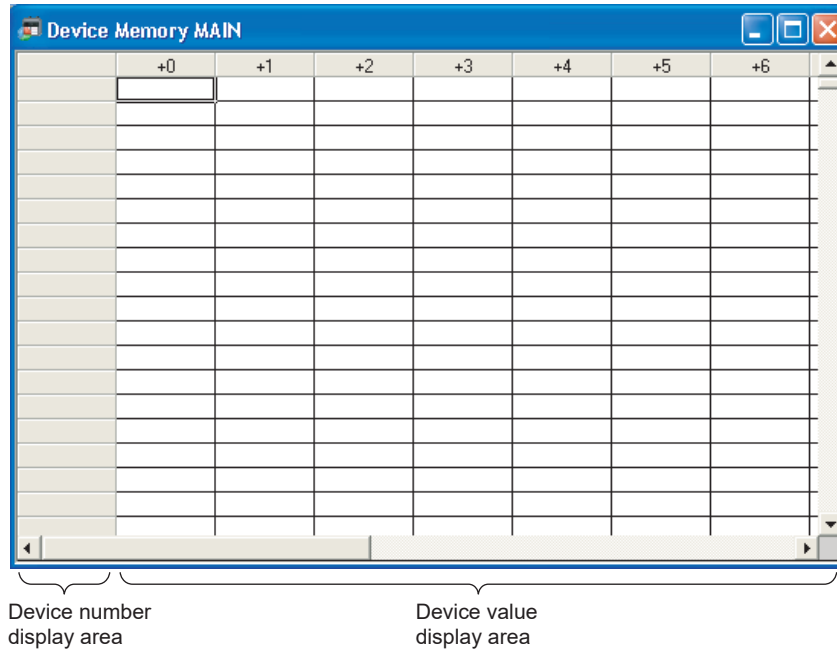 Device Memory MAIN
+0 +1 +2 +3 +4 +5 +6
Device number
display area
Device value
display area